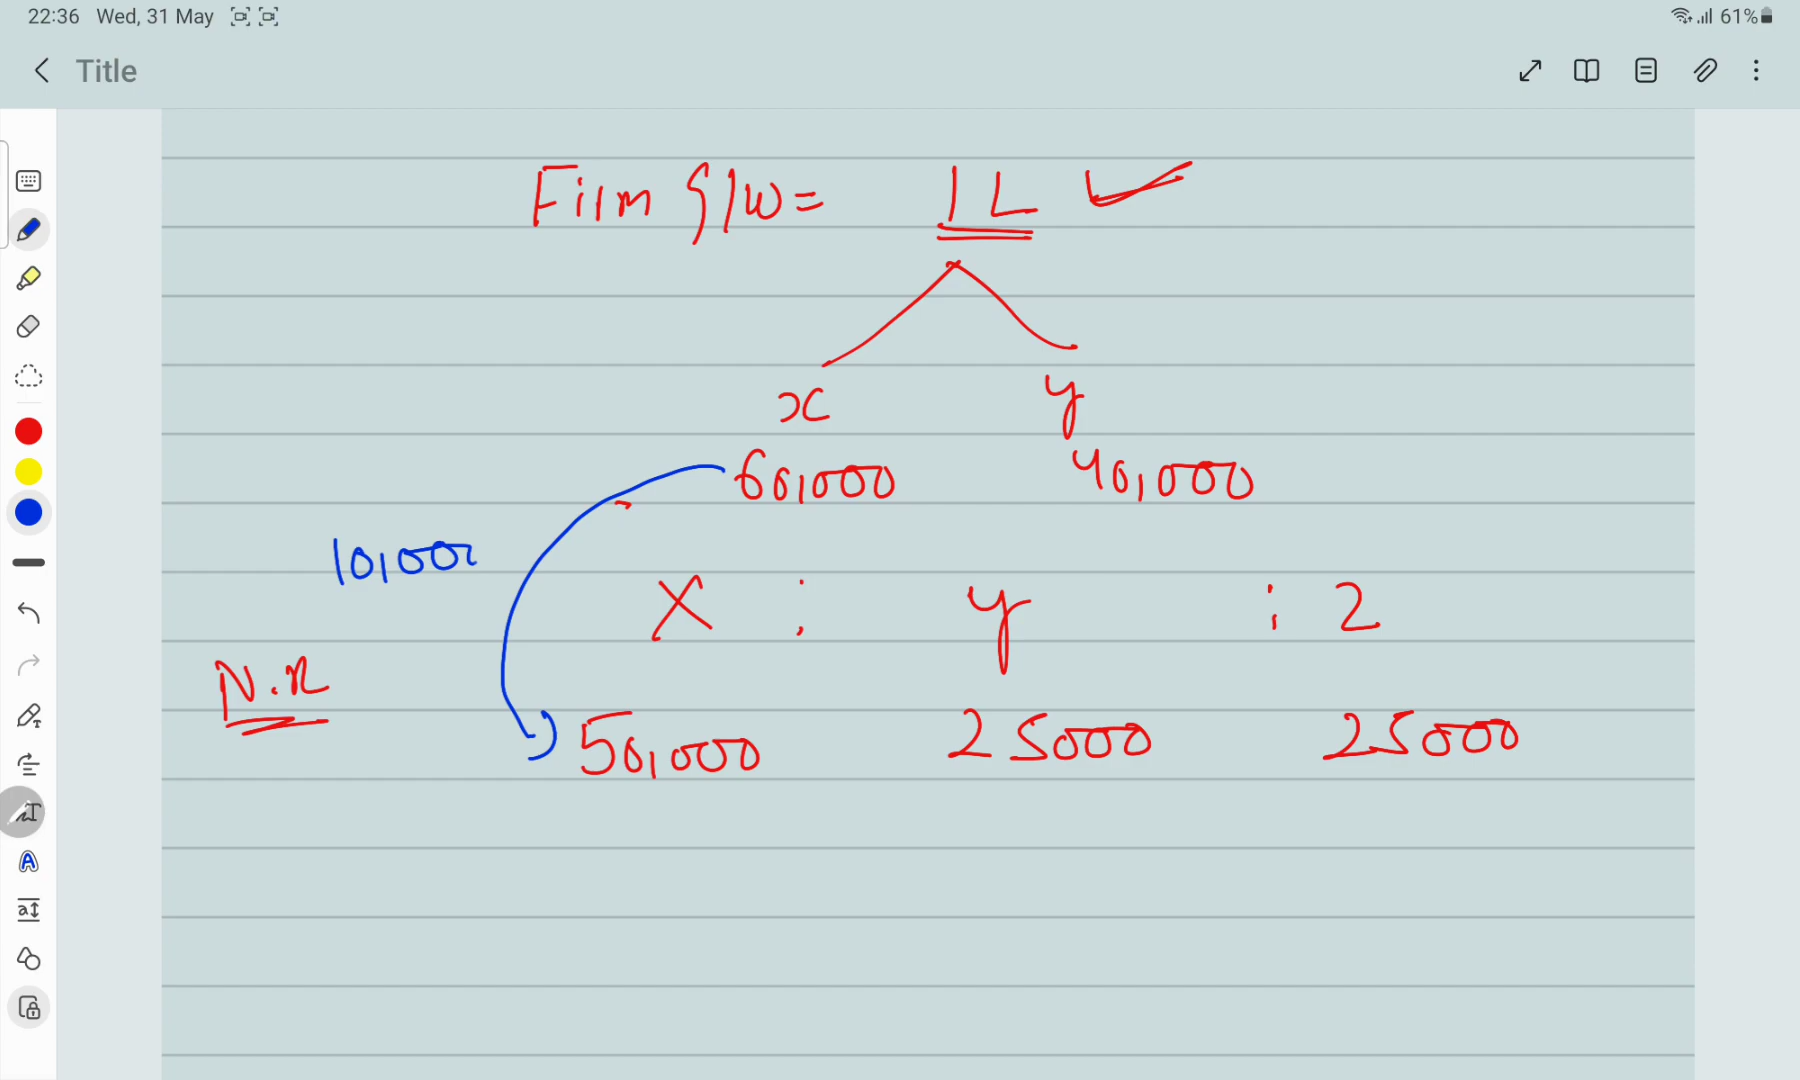 22:36 Wed, 31 May 61%
Title
Firm G/w = 1L
x y
60,000 40,000
10,000
X : y : 2
N.R
50,000 25000 25000